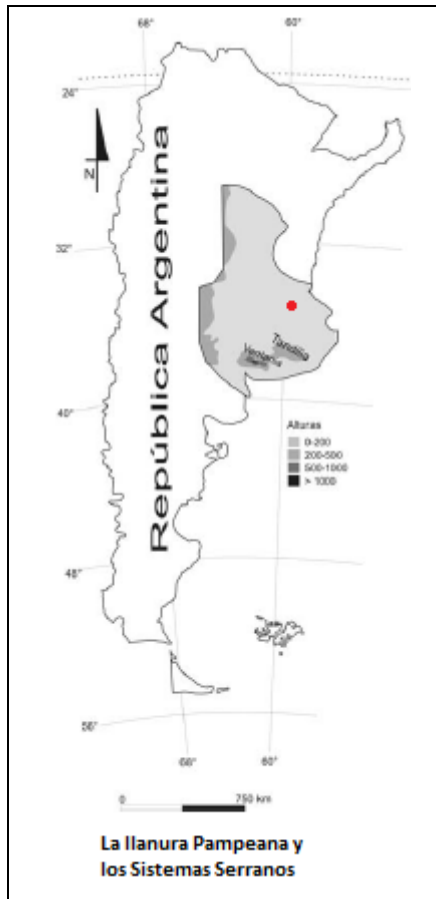 68°
60°
24°
N
República Argentina
32°
Tandilia
Ventania
40°
Alturas
0-200
200-500
500-1000
> 1000
48°
56°
68°
60°
0
750 km
La llanura Pampeana y
los Sistemas Serranos